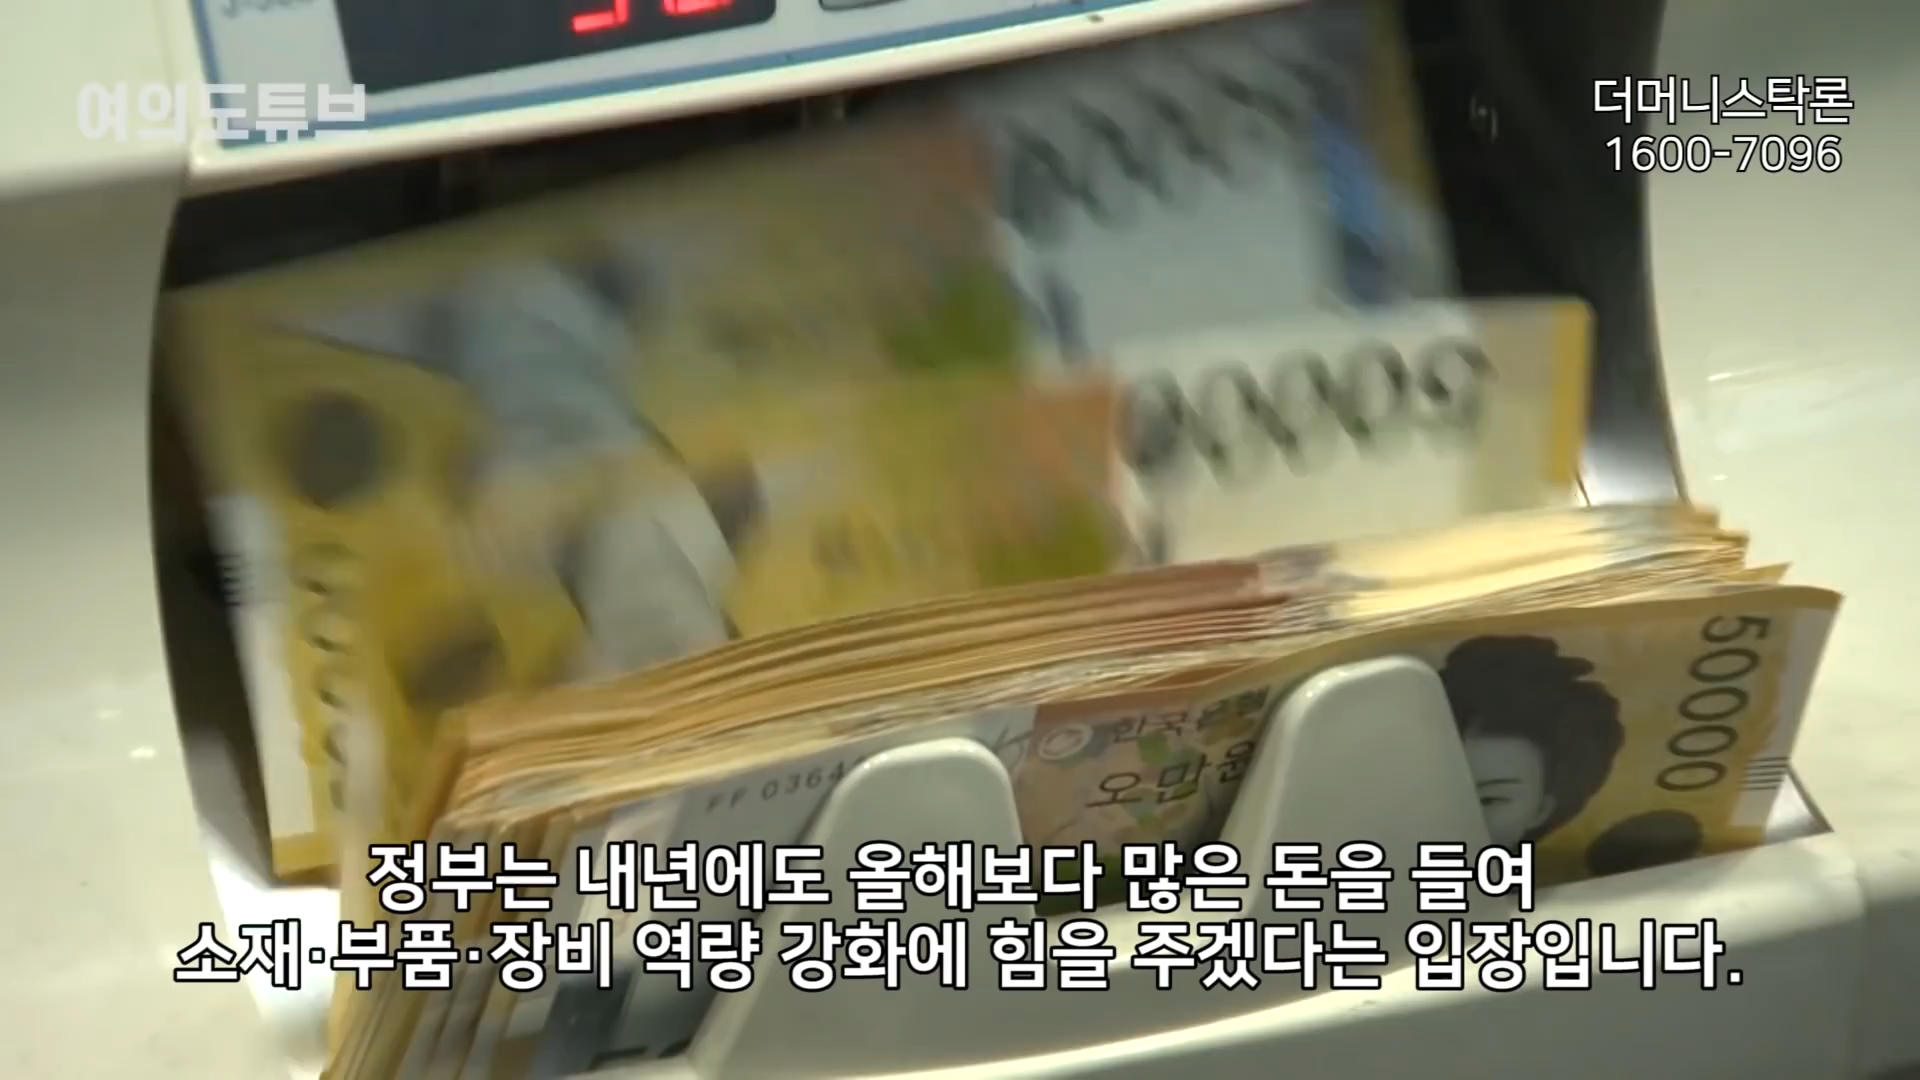 여의도튜브
더머니스탁론
1600-7096
50000
한국은행
오만원
FF 0364
정부는 내년에도 올해보다 많은 돈을 들여
소재·부품·장비 역량 강화에 힘을 주겠다는 입장입니다.